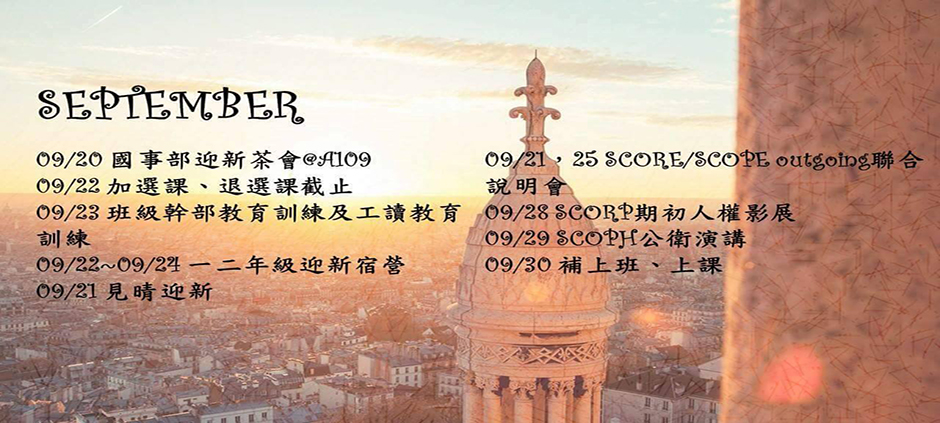 SEPTEMBER
09/20 國事部迎新茶會@A109
09/22 加選課、退選課截止
09/23 班級幹部教育訓練及工讀教育
訓練
09/22~09/24 一二年級迎新宿營
09/21 見晴迎新
09/21，25 SCORE/SCOPE outgoing聯合
說明會
09/28 SCORP期初人權影展
09/29 SCOPH公衛演講
09/30 補上班、上課